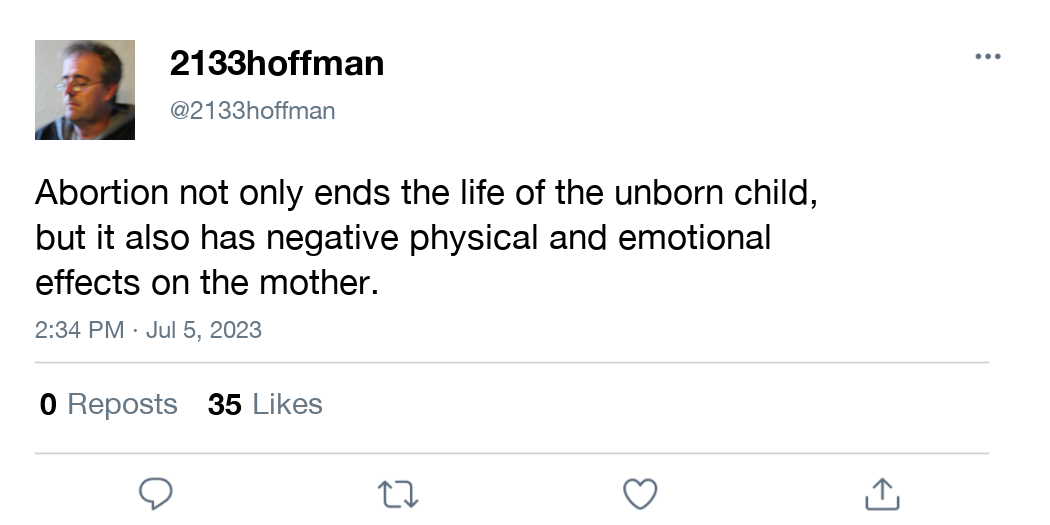 2133hoffman
@2133hoffman
Abortion not only ends the life of the unborn child,
but it also has negative physical and emotional
effects on the mother.
2:34 PM · Jul 5, 2023
0 Reposts 35 Likes